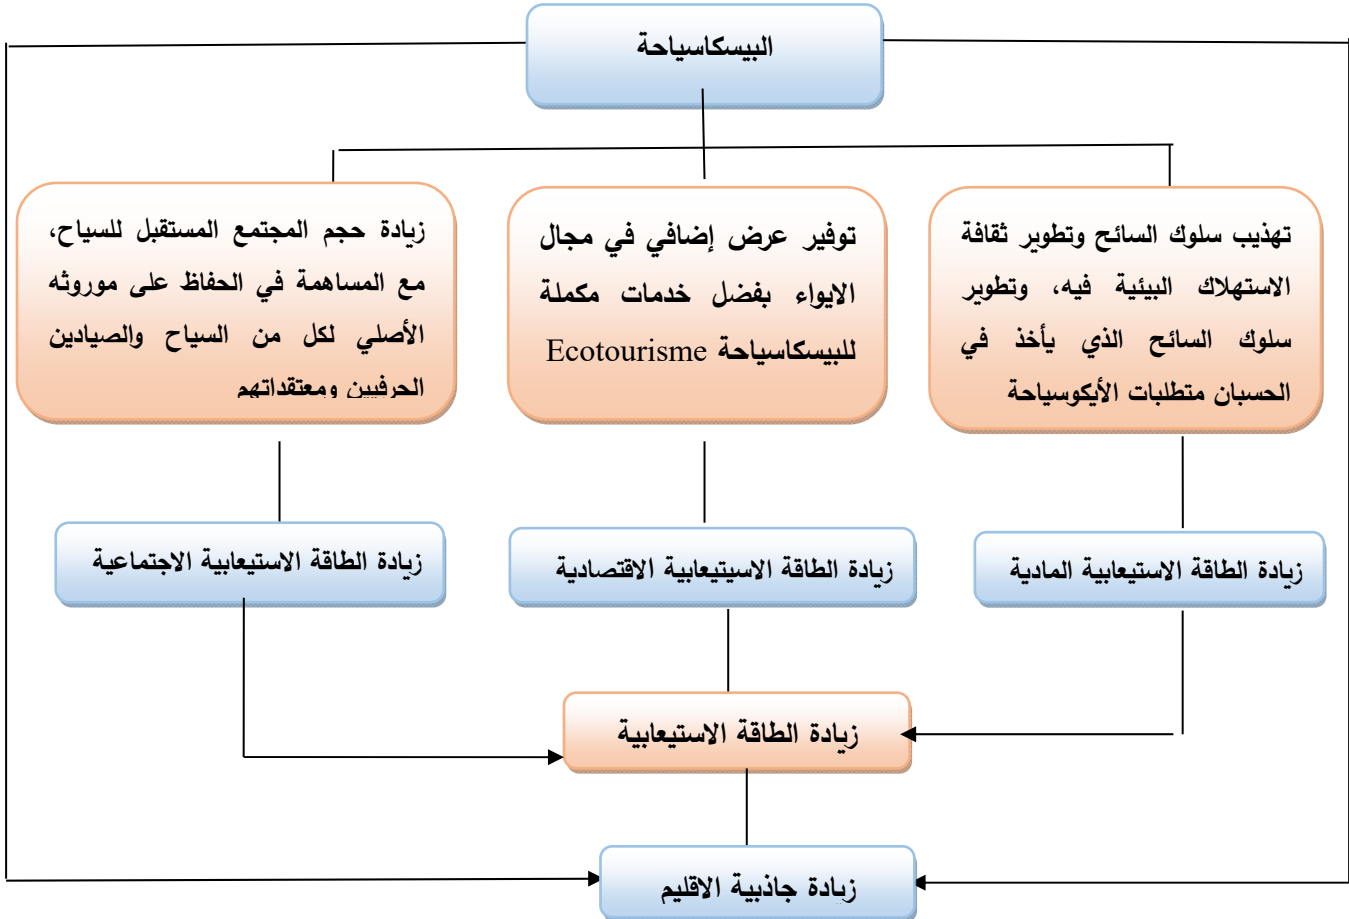 البيسكاسياحة
تهذيب سلوك السائح وتطوير ثقافة
الاستهلاك البيئية فيه، وتطوير
سلوك السائح الذي يأخذ في
الحسبان متطلبات الأيكوسياحة
توفير عرض إضافي في مجال
الايواء بفضل خدمات مكملة
للبيسكاسياحة Ecotourisme
زيادة حجم المجتمع المستقبل للسياح،
مع المساهمة في الحفاظ على موروثه
الأصلي لكل من السياح والصيادين
الحرفيين ومعتقداتهم
زيادة الطاقة الاستيعابية المادية
زيادة الطاقة الاسيتيعابية الاقتصادية
زيادة الطاقة الاستيعابية الاجتماعية
زيادة الطاقة الاستيعابية
زيادة جاذبية الاقليم